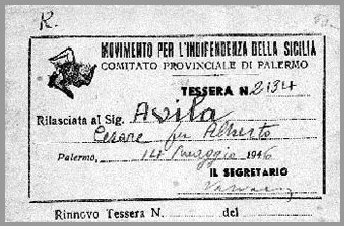 R.
MOVIMENTO PER L'INDIPENDENZA DELLA SICILIA
COMITATO PROVINCIALE DI PALERMO
TESSERA N. 2134
Rilasciata al Sig. Avila
Cesare fu Alberto
Palermo, 14 maggio 1946
IL SEGRETARIO
Rinnovo Tessera N. del